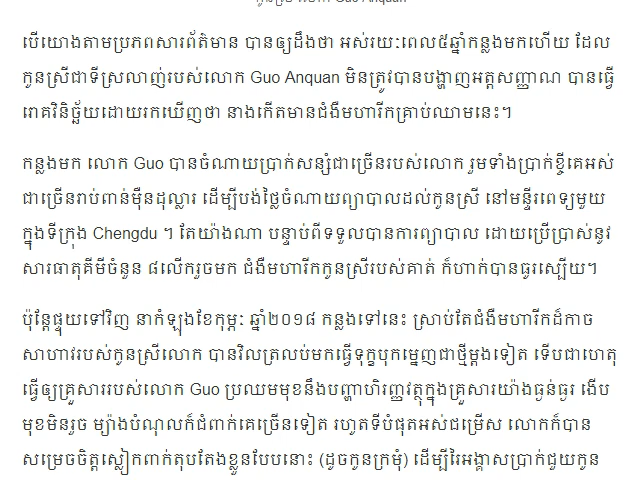 បើយោងតាមប្រភពសារព័ត៌មាន បានឲ្យដឹងថា អស់រយៈពេល៥ឆ្នាំកន្លងមកហើយ ដែល
កូនស្រីជាទីស្រលាញ់របស់លោក Guo Anquan មិនត្រូវបានបង្ហាញអត្តសញ្ញាណ បានធ្វើ
រោគវិនិច្ឆ័យដោយរកឃើញថា នាងកើតមានជំងឺមហារីកគ្រាប់ឈាមនេះ។
កន្លងមក លោក Guo បានចំណាយប្រាក់សន្សំជាច្រើនរបស់លោក រួមទាំងប្រាក់ខ្ចីគេអស់
ជាច្រើនរាប់ពាន់ម៉ឺនដុល្លារ ដើម្បីបង់ថ្លៃចំណាយព្យាបាលដល់កូនស្រី នៅមន្ទីរពេទ្យមួយ
ក្នុងទីក្រុង Chengdu ។ តែយ៉ាងណា បន្ទាប់ពីទទួលបានការព្យាបាល ដោយប្រើប្រាស់នូវ
សារធាតុគីមីចំនួន ៨លើករួចមក ជំងឺមហារីកកូនស្រីរបស់គាត់ ក៏ហាក់បានធូរស្បើយ។
ប៉ុន្តែផ្ទុយទៅវិញ នាកំឡុងខែកុម្ភៈ ឆ្នាំ២០១៨ កន្លងទៅនេះ ស្រាប់តែជំងឺមហារីកដ៏កាច
សាហាវរបស់កូនស្រីលោក បានវិលត្រលប់មកធ្វើទុក្ខបុកម្នេញជាថ្មីម្តងទៀត ទើបជាហេតុ
ធ្វើឲ្យគ្រួសាររបស់លោក Guo ប្រឈមមុខនឹងបញ្ហាហិរញ្ញវត្ថុក្នុងគ្រួសារយ៉ាងធ្ងន់ធ្ងរ ងើប
មុខមិនរួច ម្យ៉ាងបំណុលក៏ជំពាក់គេច្រើនទៀត រហូតទីបំផុតអស់ជម្រើស លោកក៏បាន
សម្រេចចិត្តស្លៀកពាក់តុបតែងខ្លួនបែបនោះ (ដូចកូនក្រមុំ) ដើម្បីរៃអង្គាសប្រាក់ជួយកូន